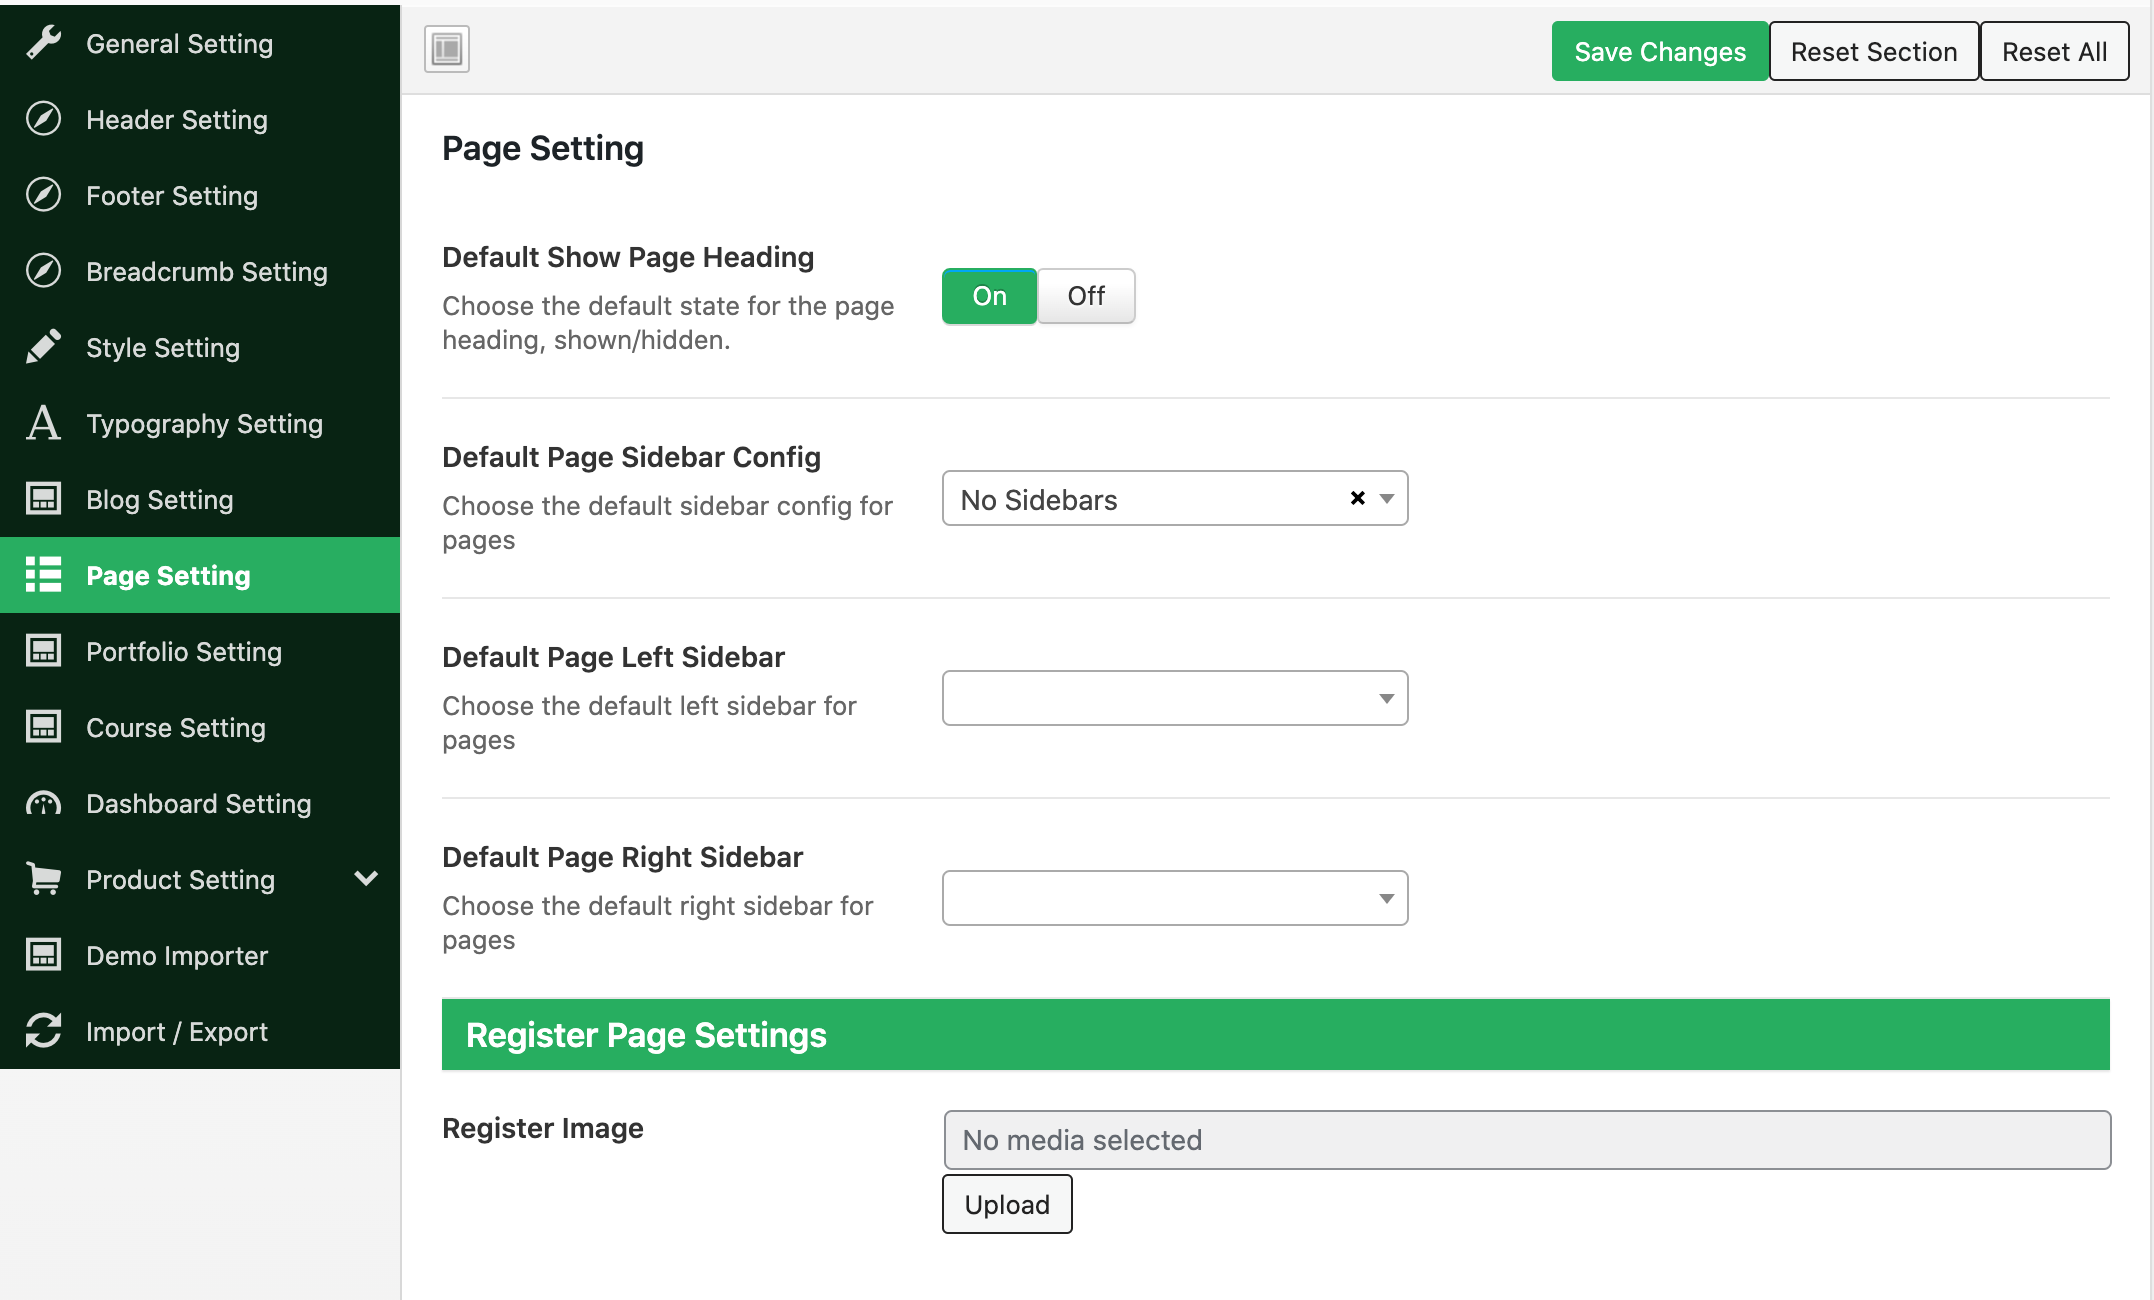 General Setting
Header Setting
Footer Setting
Breadcrumb Setting
Style Setting
Typography Setting
Blog Setting
Page Setting
Portfolio Setting
Course Setting
Dashboard Setting
Product Setting
Demo Importer
Import / Export
Save Changes
Reset Section
Reset All
Page Setting
Default Show Page Heading
Choose the default state for the page
heading, shown/hidden.
On
Off
Default Page Sidebar Config
Choose the default sidebar config for
pages
No Sidebars
Default Page Left Sidebar
Choose the default left sidebar for
pages
Default Page Right Sidebar
Choose the default right sidebar for
pages
Register Page Settings
Register Image
No media selected
Upload